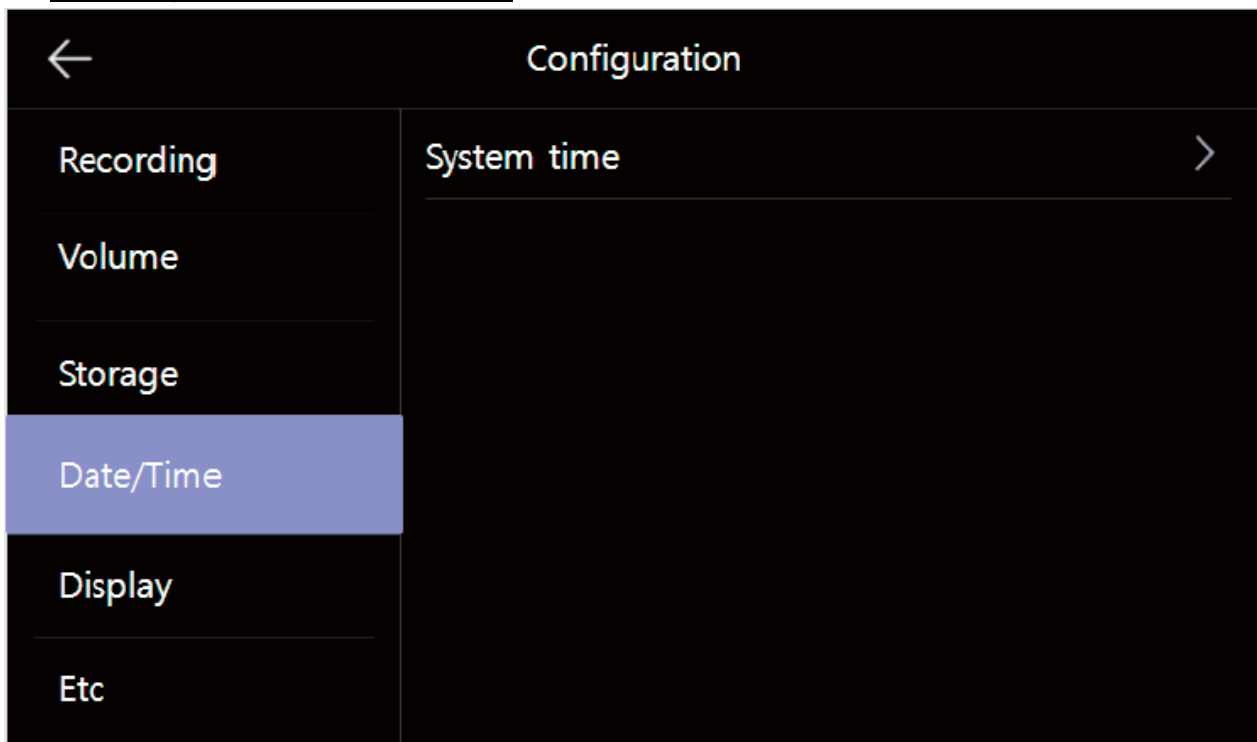 Configuration
Recording
Volume
Storage
Date/Time
Display
Etc
System time